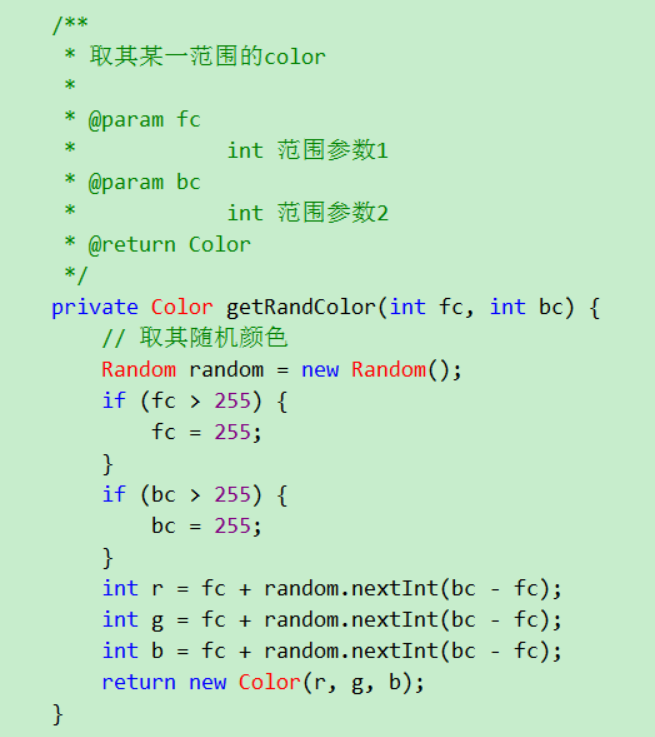 /**
 * 取其某一范围的color
 *
 * @param fc
 *            int 范围参数1
 * @param bc
 *            int 范围参数2
 * @return Color
 */
private Color getRandColor(int fc, int bc) {
    // 取其随机颜色
    Random random = new Random();
    if (fc > 255) {
        fc = 255;
    }
    if (bc > 255) {
        bc = 255;
    }
    int r = fc + random.nextInt(bc - fc);
    int g = fc + random.nextInt(bc - fc);
    int b = fc + random.nextInt(bc - fc);
    return new Color(r, g, b);
}